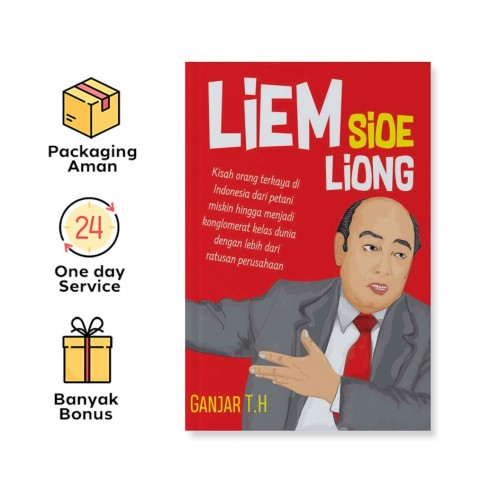 Packaging
Aman
24
One day
Service
Banyak
Bonus
LiEM SiOE
LiONG
Kisah orang terkaya di
Indonesia dari petani
miskin hingga menjadi
konglomerat kelas dunia
dengan lebih dari
ratusan perusahaan
GANJAR T.H